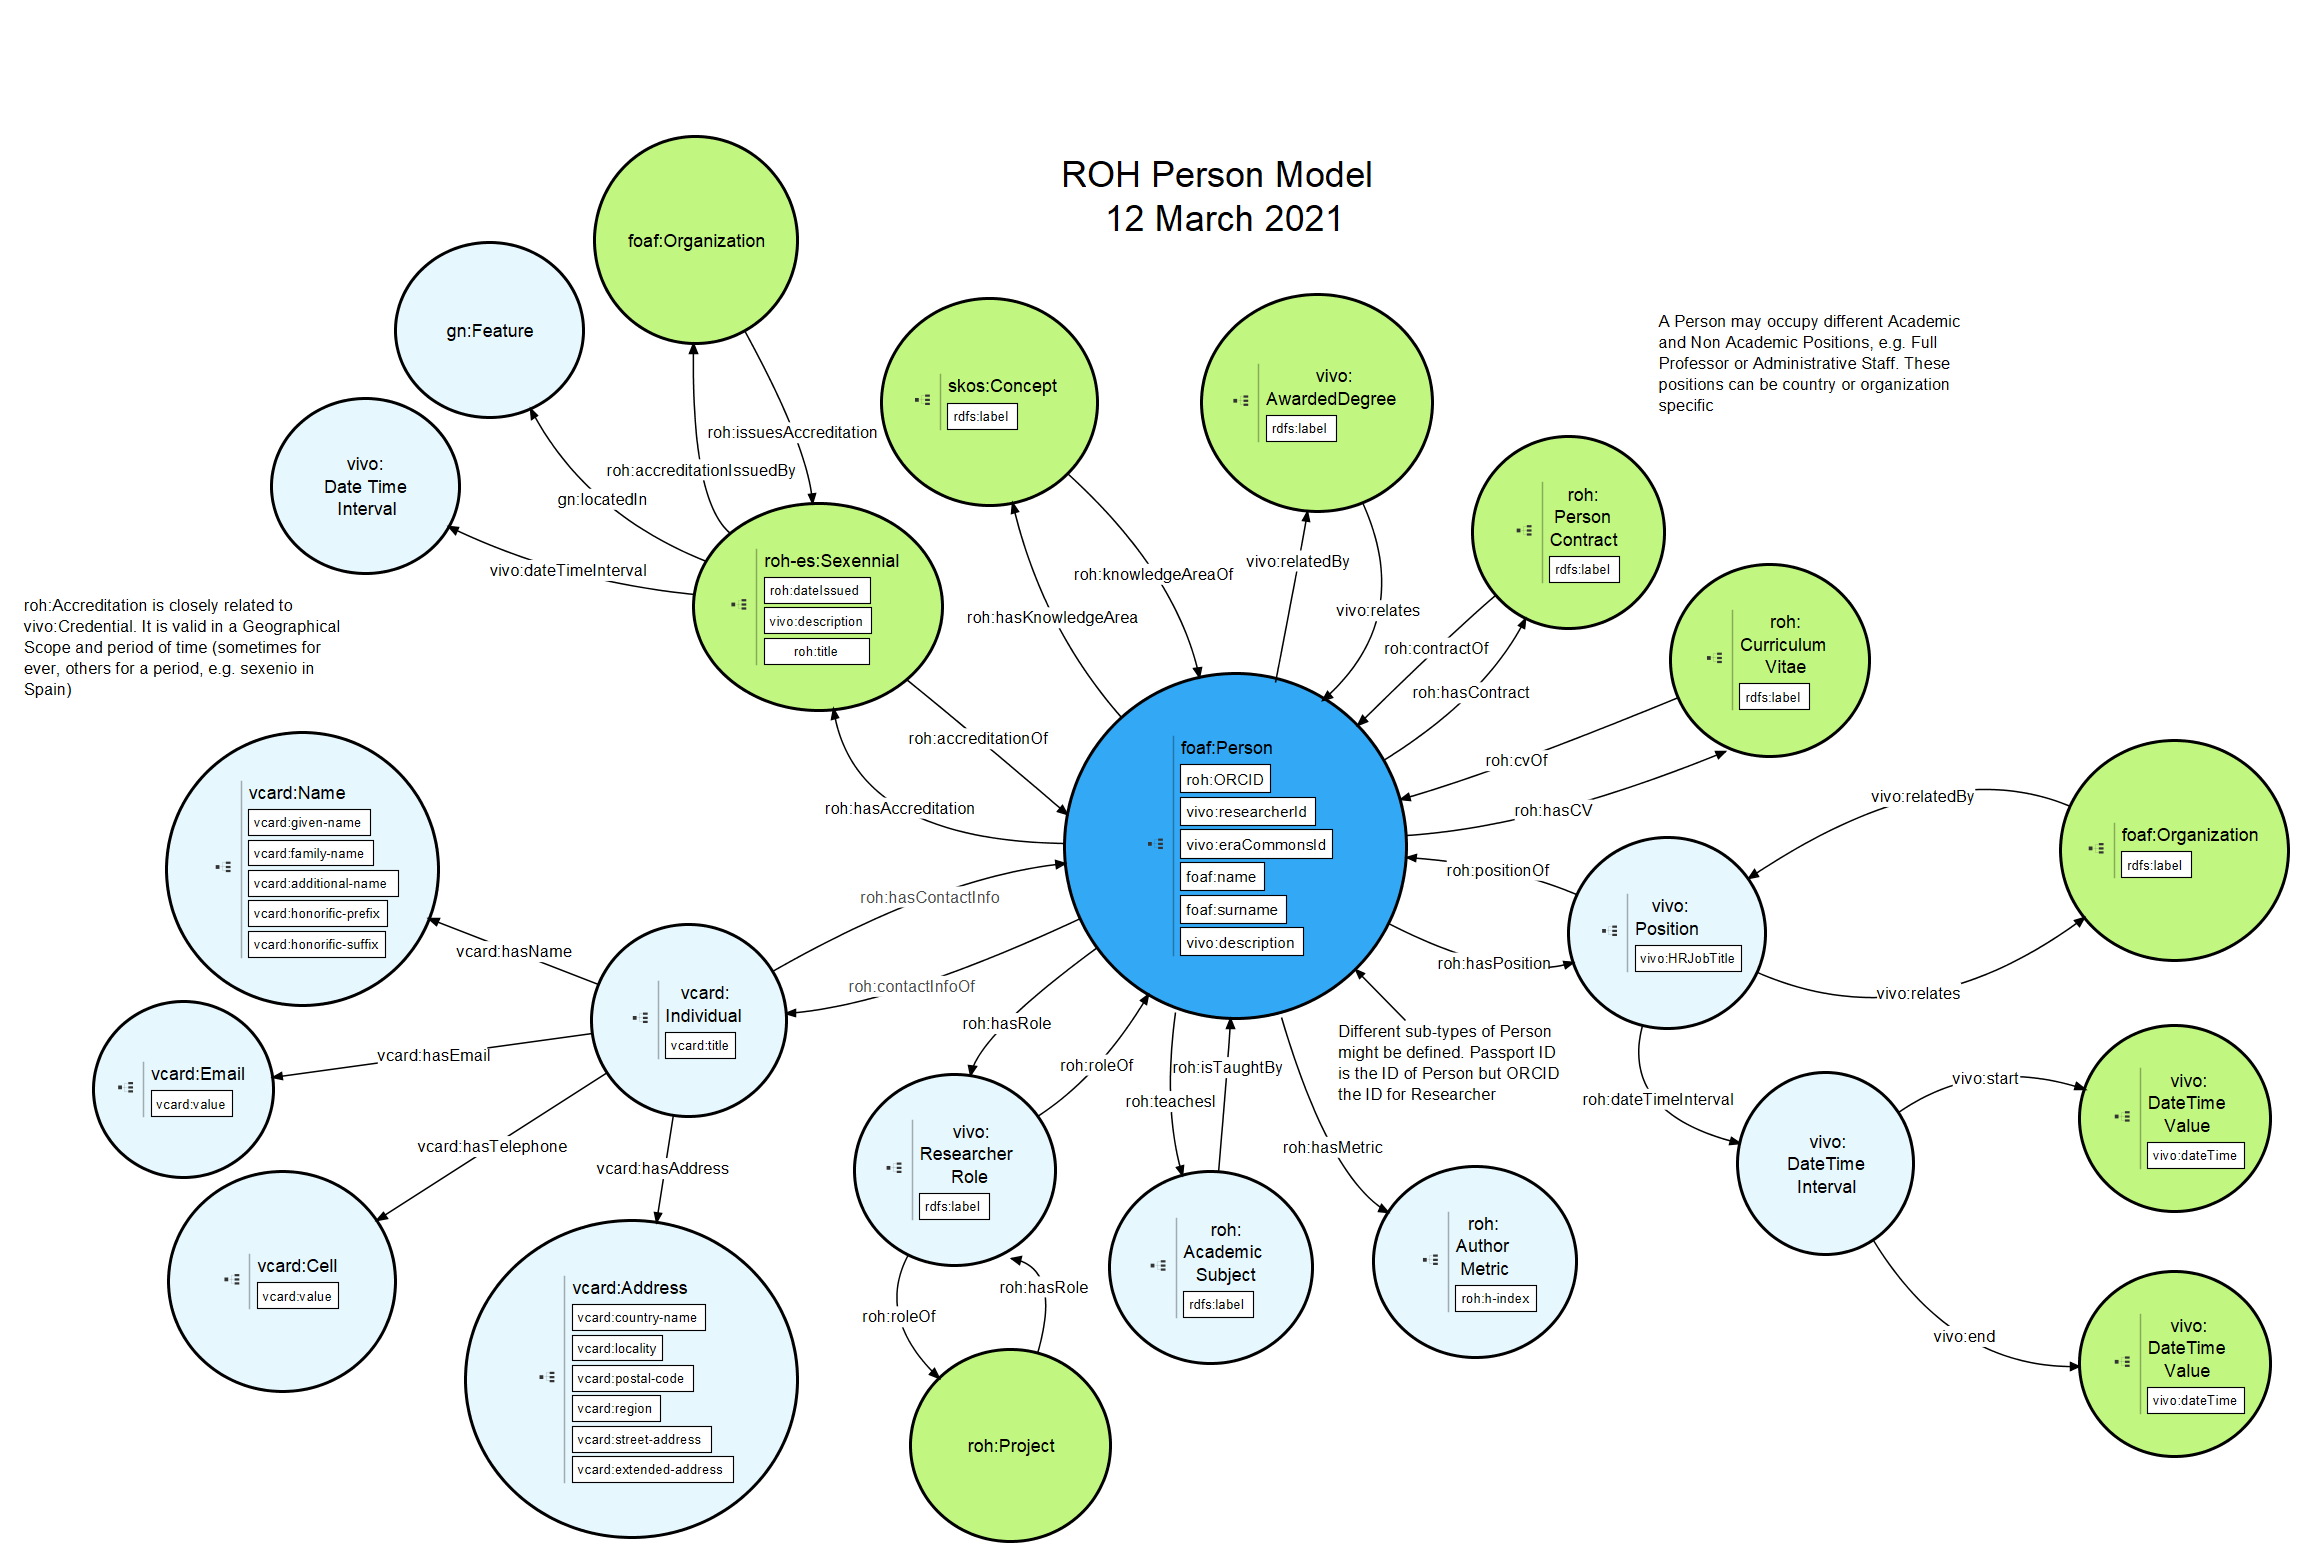 ROH Person Model
12 March 2021
foaf:Organization
gn:Feature
vivo:
Date Time
Interval
skos:Concept
rdfs:label
vivo:
AwardedDegree
rdfs:label
A Person may occupy different Academic
and Non Academic Positions, e.g. Full
Professor or Administrative Staff. These
positions can be country or organization
specific
roh:issuesAccreditation
roh:accreditationIssuedBy
gn:locatedIn
vivo:dateTimeInterval
roh-es:Sexennial
roh:dateIssued
vivo:description
roh:title
roh:knowledgeAreaOf
roh:hasKnowledgeArea
vivo:relatedBy
vivo:relates
roh:
Person
Contract
rdfs:label
roh:contractOf
roh:hasContract
roh:
Curriculum
Vitae
rdfs:label
roh:cvOf
roh:hasCV
roh:Accreditation is closely related to
vivo:Credential. It is valid in a Geographical
Scope and period of time (sometimes for
ever, others for a period, e.g. sexenio in
Spain)
roh:accreditationOf
roh:hasAccreditation
foaf:Person
roh:ORCID
vivo:researcherId
vivo:eraCommonsId
foaf:name
foaf:surname
vivo:description
vcard:Name
vcard:given-name
vcard:family-name
vcard:additional-name
vcard:honorific-prefix
vcard:honorific-suffix
vcard:hasName
roh:hasContactInfo
roh:contactInfoOf
vcard:
Individual
vcard:title
roh:positionOf
roh:hasPosition
vivo:
Position
vivo:HRJobTitle
vivo:relatedBy
vivo:relates
foaf:Organization
rdfs:label
vcard:Email
vcard:value
vcard:hasEmail
vcard:hasTelephone
vcard:hasAddress
vcard:Cell
vcard:value
vcard:Address
vcard:country-name
vcard:locality
vcard:postal-code
vcard:region
vcard:street-address
vcard:extended-address
roh:hasRole
roh:roleOf
vivo:
Researcher
Role
rdfs:label
roh:roleOf
roh:hasRole
roh:Project
roh:isTaughtBy
roh:teachesI
roh:
Academic
Subject
rdfs:label
Different sub-types of Person
might be defined. Passport ID
is the ID of Person but ORCID
the ID for Researcher
roh:hasMetric
roh:
Author
Metric
roh:h-index
roh:dateTimeInterval
vivo:
DateTime
Interval
vivo:start
vivo:
DateTime
Value
vivo:dateTime
vivo:end
vivo:
DateTime
Value
vivo:dateTime